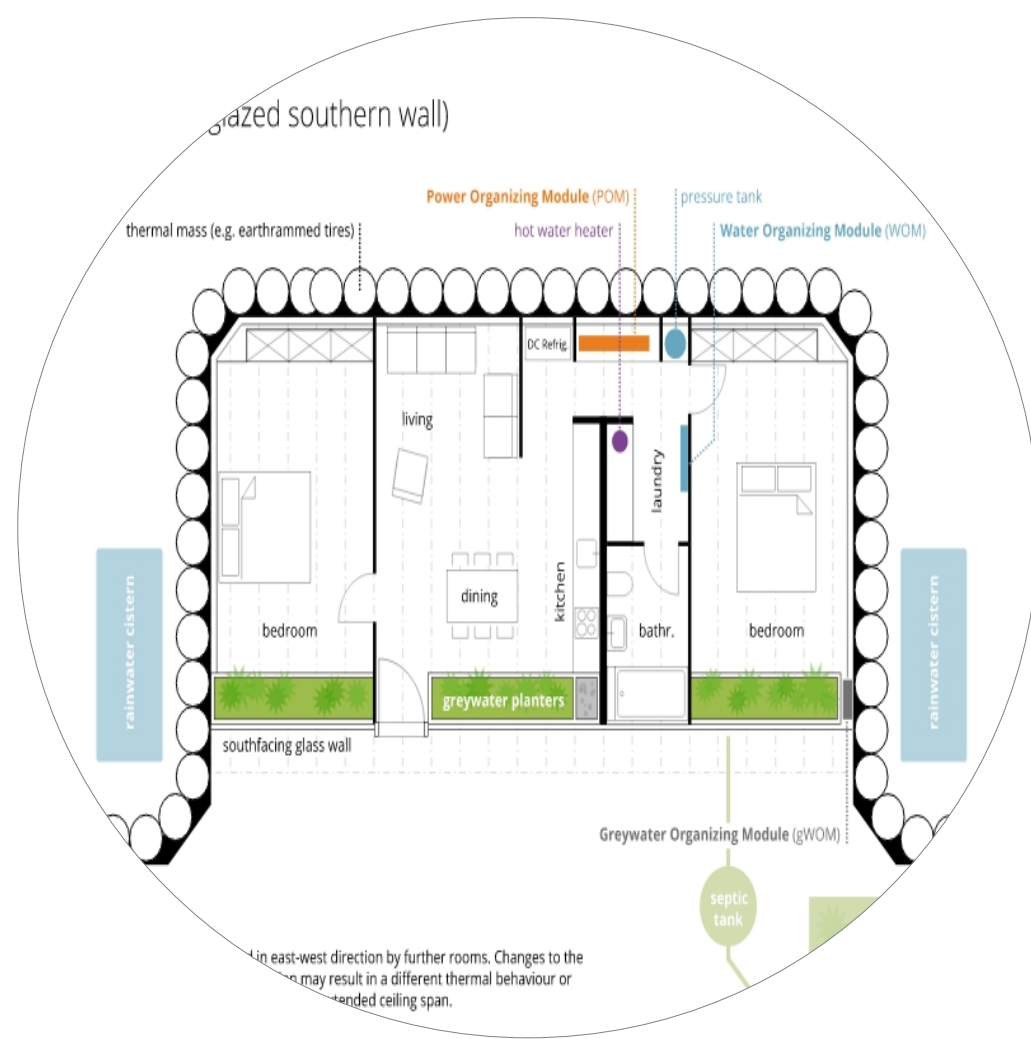 glazed southern wall)
Power Organizing Module (POM)
pressure tank
thermal mass (e.g. earthrammed tires)
hot water heater
Water Organizing Module (WOM)
DC Refrig.
living
laundry
dining
kitchen
bedroom
bathr.
bedroom
rainwater cistern
rainwater cistern
greywater planters
southfacing glass wall
Greywater Organizing Module (gWOM)
septic
tank
in east-west direction by further rooms. Changes to the
may result in a different thermal behaviour or
ceiling span.